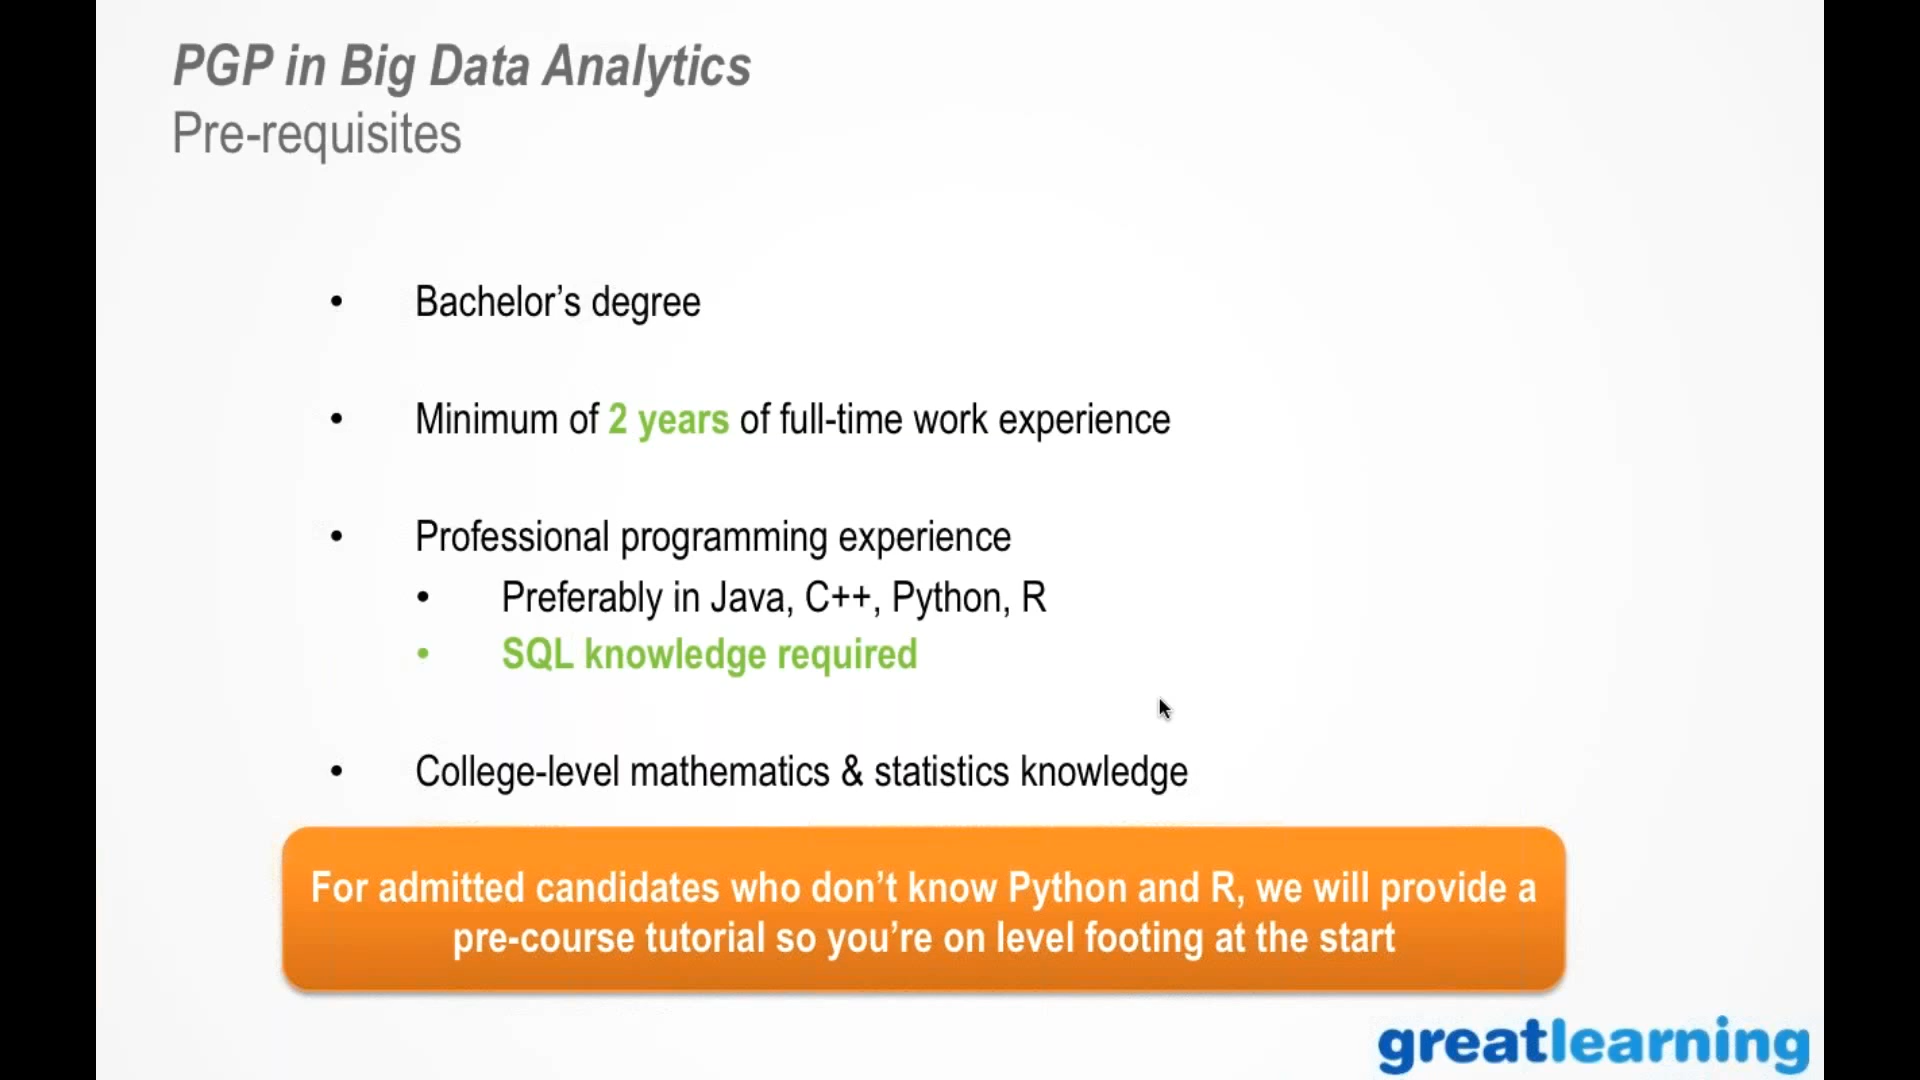 PGP in Big Data Analytics
Pre-requisites
• Bachelor’s degree
• Minimum of 2 years of full-time work experience
• Professional programming experience
• Preferably in Java, C++, Python, R
• SQL knowledge required
• College-level mathematics & statistics knowledge
For admitted candidates who don’t know Python and R, we will provide a
pre-course tutorial so you’re on level footing at the start
greatlearning